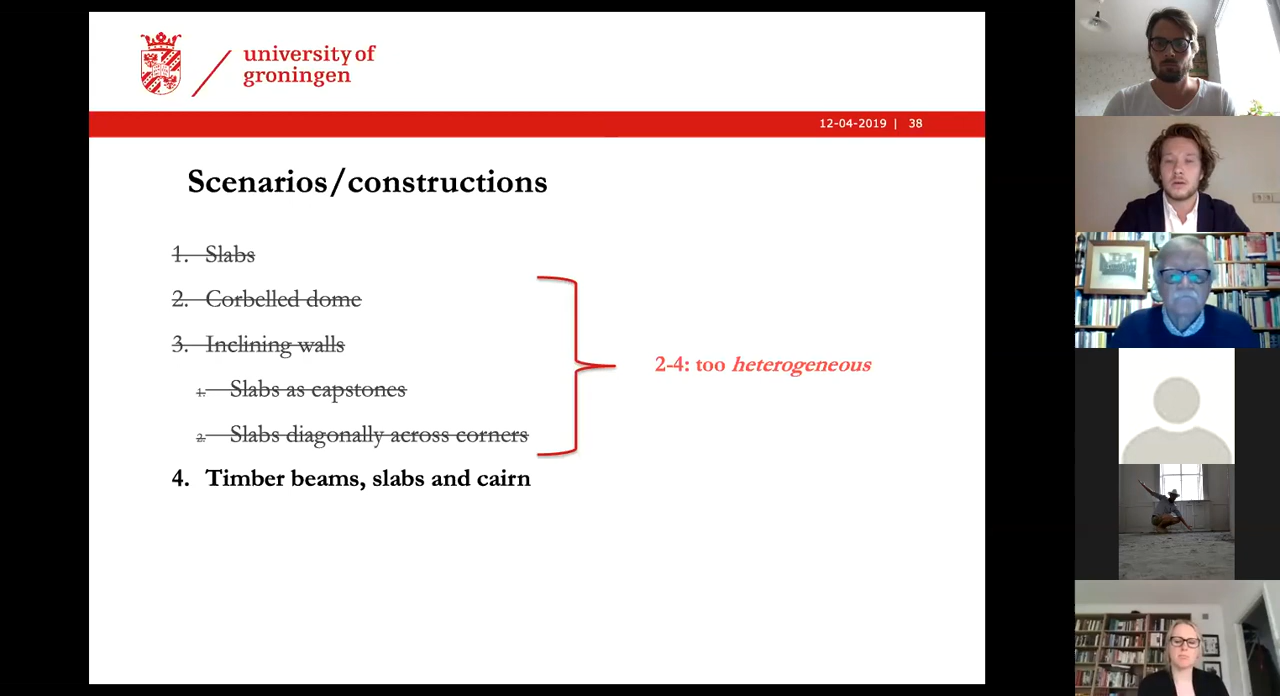 university of
groningen
12-04-2019 | 38
Scenarios/constructions
1. Slabs
2. Corbelled dome
3. Inclining walls
1. Slabs as capstones
2. Slabs diagonally across corners
4. Timber beams, slabs and cairn
2-4: too heterogeneous